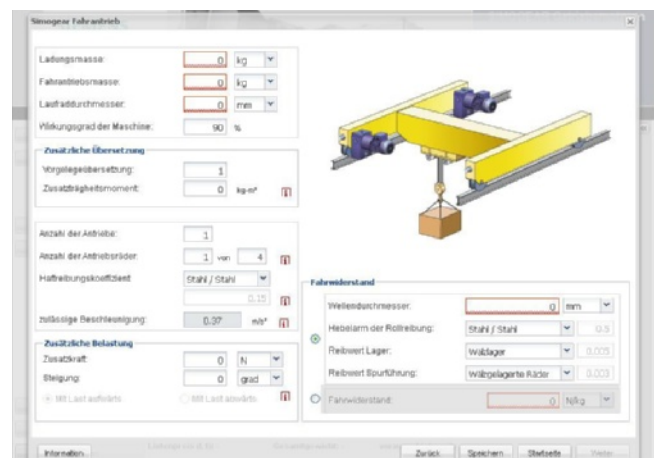 Simogear Fahrantrieb
Ladungsmasse: 0 kg
Fahrantriebsmasse: 0 kg
Laufraddurchmesser: 0 mm
Wirkungsgrad der Maschine: 90 %
Zusätzliche Übersetzung
Vorgelegeübersetzung: 1
Zusatzträgheitsmoment: 0 kg·m²
Anzahl der Antriebe: 1
Anzahl der Antriebsräder: 1 von 4
Haftreibungskoeffizient Stahl / Stahl
0.15
zulässige Beschleunigung: 0.37 m/s²
Zusätzliche Belastung
Zusatzkraft: 0 N
Steigung: 0 grad
Mit Last aufwärts Mit Last abwärts
Fahrwiderstand
Wellendurchmesser: 0 mm
Hebelarm der Rollreibung: Stahl / Stahl 0.5
Reibwert Lager: Wälzlager 0.005
Reibwert Spurführung: Wälzgelagerte Räder 0.003
Fahrwiderstand: 0 N/kg
Information Zurück Speichern Startseite Weiter